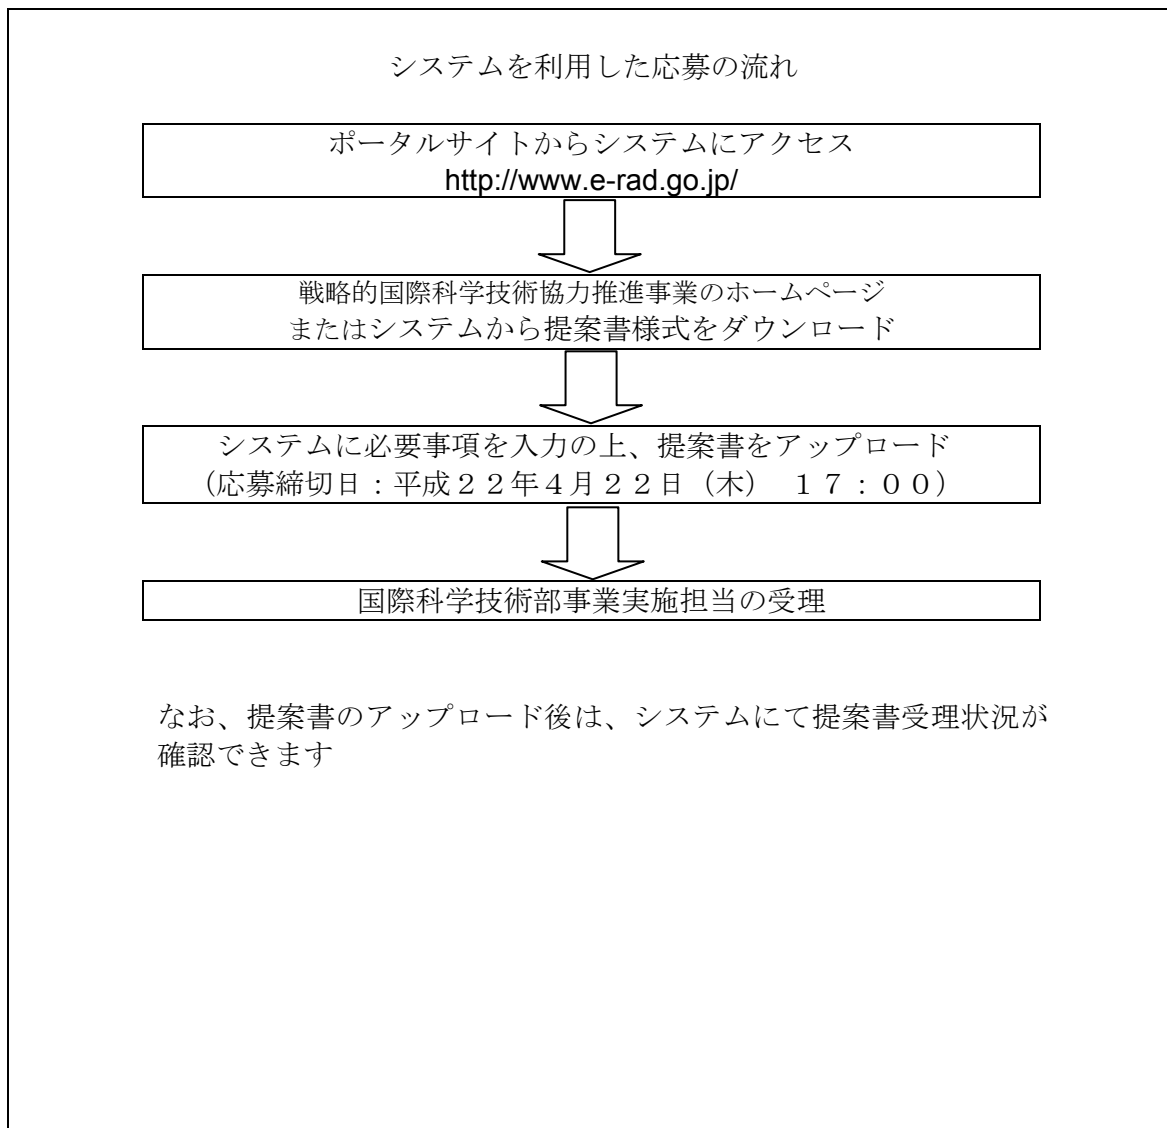 システムを利用した応募の流れ
ポータルサイトからシステムにアクセス
http://www.e-rad.go.jp/
戦略的国際科学技術協力推進事業のホームページ
またはシステムから提案書様式をダウンロード
システムに必要事項を入力の上、提案書をアップロード
（応募締切日：平成２２年４月２２日（木） １７：００）
国際科学技術部事業実施担当の受理
なお、提案書のアップロード後は、システムにて提案書受理状況が
確認できます